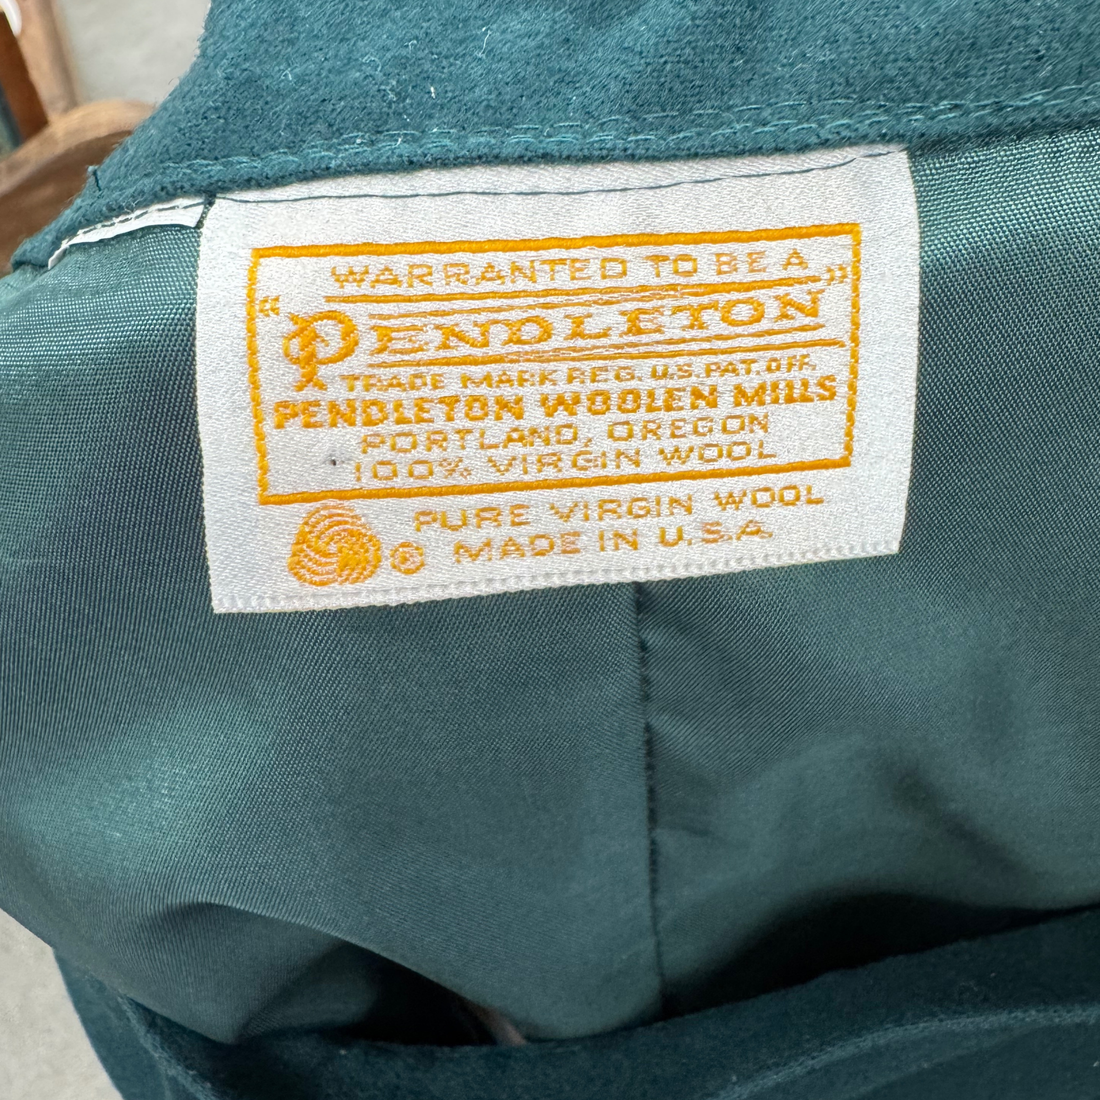 WARRANTED TO BE A
"PENDLETON"
TRADE MARK REG. U.S. PAT. OFF.
PENDLETON WOOLEN MILLS
PORTLAND, OREGON
100% VIRGIN WOOL
PURE VIRGIN WOOL
® MADE IN U.S.A.